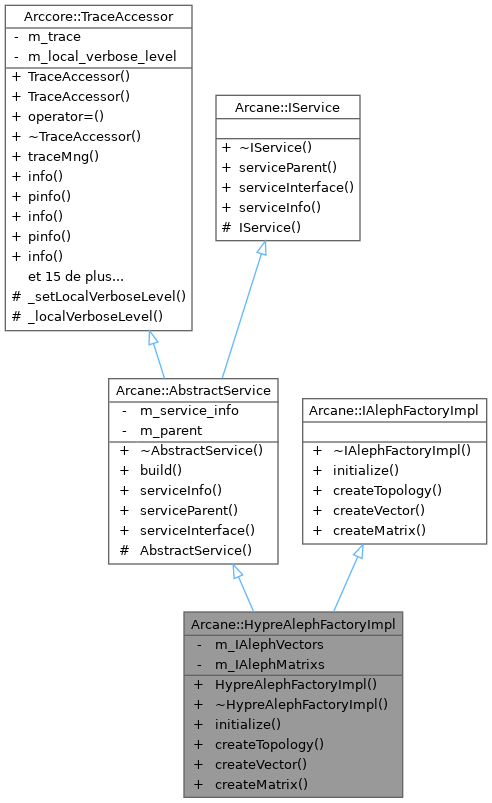 Arccore::TraceAccessor
- m_trace
- m_local_verbose_level
+ TraceAccessor()
+ TraceAccessor()
+ operator=()
+ ~TraceAccessor()
+ traceMng()
+ info()
+ pinfo()
+ info()
+ pinfo()
+ info()
et 15 de plus...
# _setLocalVerboseLevel()
# _localVerboseLevel()
Arcane::IService
+ ~IService()
+ serviceParent()
+ serviceInterface()
+ serviceInfo()
# IService()
Arcane::AbstractService
- m_service_info
- m_parent
+ ~AbstractService()
+ build()
+ serviceInfo()
+ serviceParent()
+ serviceInterface()
# AbstractService()
Arcane::IAlephFactoryImpl
+ ~IAlephFactoryImpl()
+ initialize()
+ createTopology()
+ createVector()
+ createMatrix()
Arcane::HypreAlephFactoryImpl
- m_IAlephVectors
- m_IAlephMatrixs
+ HypreAlephFactoryImpl()
+ ~HypreAlephFactoryImpl()
+ initialize()
+ createTopology()
+ createVector()
+ createMatrix()